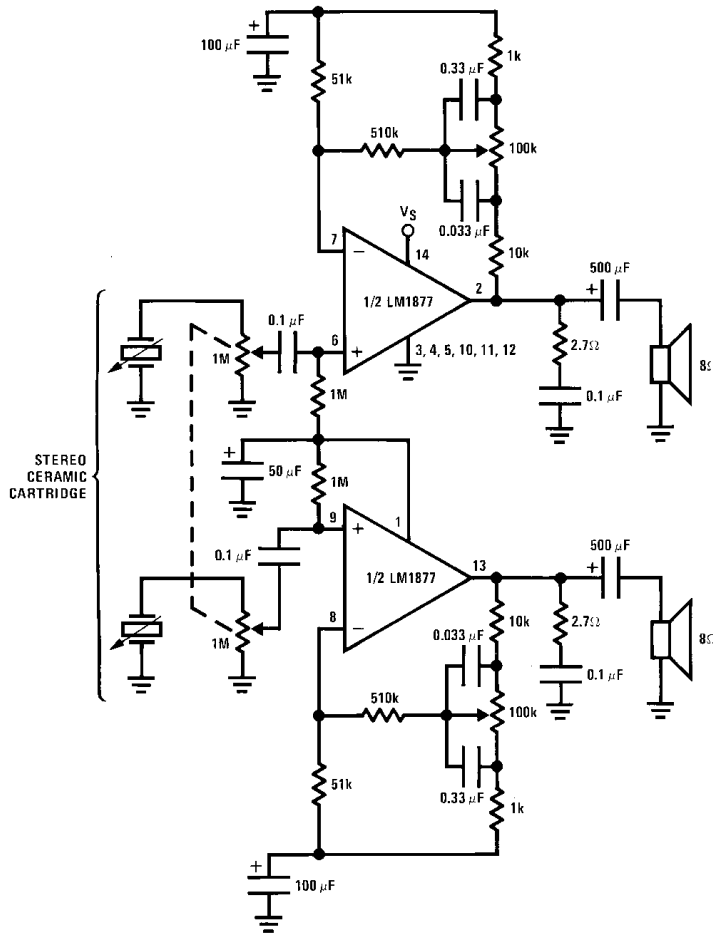 100 μF
+
51k
1k
0.33 μF
510k
100k
0.033 μF
10k
VS
7
−
14
1/2 LM1877
2
6
+
3, 4, 5, 10, 11, 12
500 μF
+
2.7Ω
0.1 μF
8Ω
0.1 μF
1M
1M
+
50 μF
1M
STEREO
CERAMIC
CARTRIDGE
9
+
1
0.1 μF
1/2 LM1877
13
8
−
1M
500 μF
+
10k
2.7Ω
0.1 μF
8Ω
0.033 μF
510k
100k
0.33 μF
51k
1k
+
100 μF